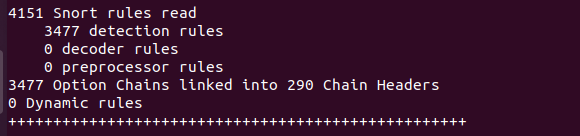 4151 Snort rules read
    3477 detection rules
    0 decoder rules
    0 preprocessor rules
3477 Option Chains linked into 290 Chain Headers
0 Dynamic rules
+++++++++++++++++++++++++++++++++++++++++++++++++++